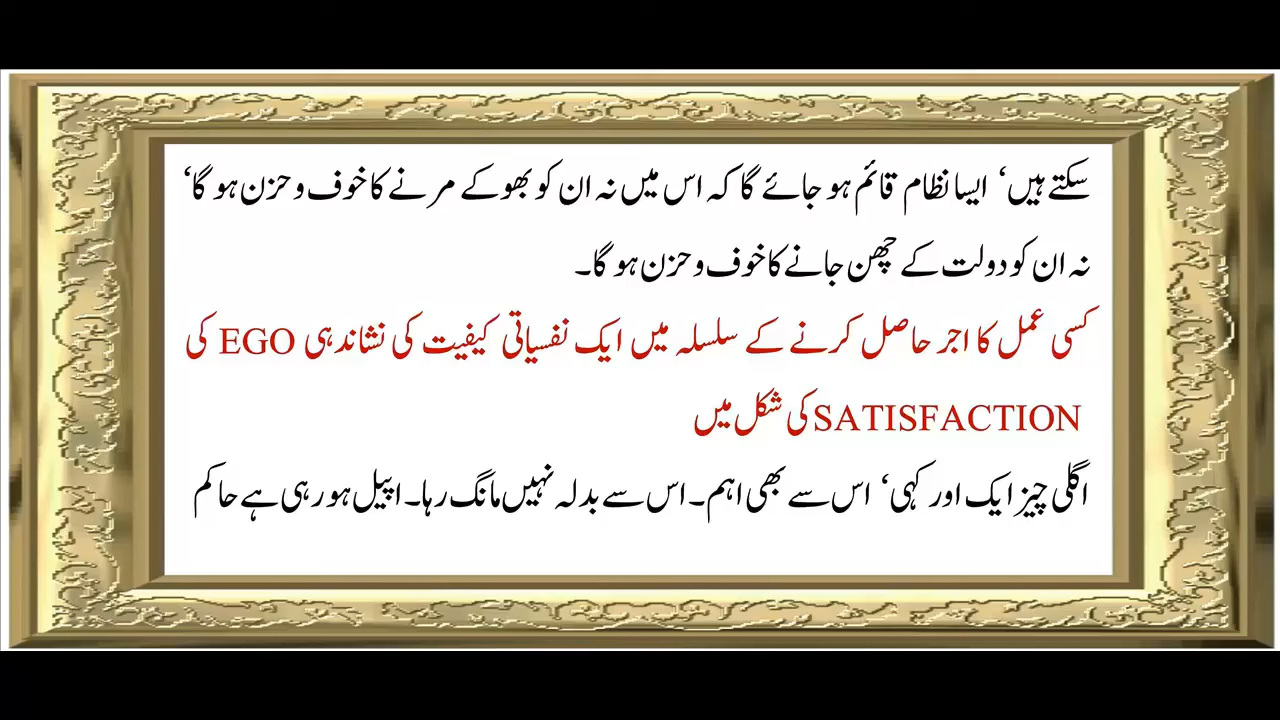 سکتے ہیں‘ ایسا نظام قائم ہو جائے گا کہ اس میں نہ ان کو بھوکے مرنے کا خوف و حزن ہو گا‘
نہ ان کو دولت کے چھن جانے کا خوف و حزن ہو گا۔
کسی عمل کا اجر حاصل کرنے کے سلسلہ میں ایک نفسیاتی کیفیت کی نشاندہی EGO کی
SATISFACTION کی شکل میں
اگلی چیز ایک اور کہی‘ اس سے بھی اہم۔ اس سے بدلہ نہیں مانگ رہا۔ اپیل ہو رہی ہے حاکم